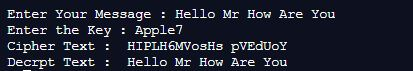 Enter Your Message : Hello Mr How Are You
Enter the Key : Apple7
Cipher Text :  HIPLH6MVosHs pVEdUoY
Decrpt Text :  Hello Mr How Are You